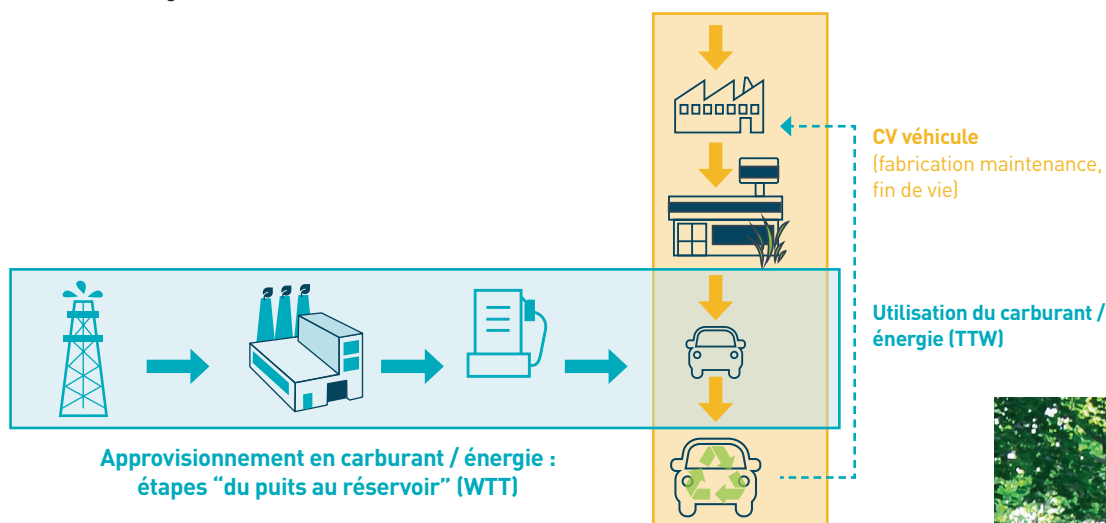 CV véhicule
(fabrication maintenance,
fin de vie)
Utilisation du carburant /
énergie (TTW)
Approvisionnement en carburant / énergie :
étapes “du puits au réservoir” (WTT)